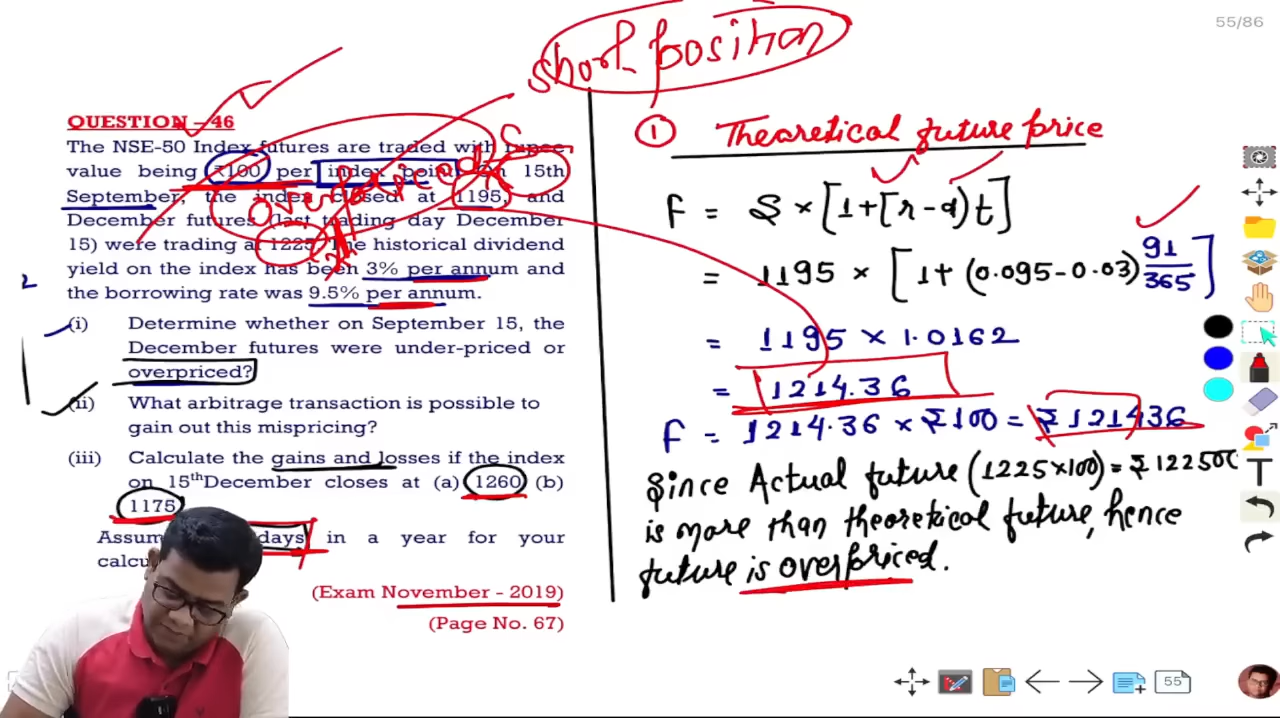 55/86
Short position
QUESTION – 46
The NSE-50 Index futures are traded with rupee
value being ₹100 per index point. On 15th
September, the index closed at 1195, and
December futures (last trading day December
15) were trading at 1225. The historical dividend
yield on the index has been 3% per annum and
the borrowing rate was 9.5% per annum.
overpriced
(i) Determine whether on September 15, the
December futures were under-priced or
overpriced?
(ii) What arbitrage transaction is possible to
gain out this mispricing?
(iii) Calculate the gains and losses if the index
on 15thDecember closes at (a) 1260 (b)
1175
days in a year for your
(Exam November - 2019)
(Page No. 67)
① Theoretical future price
F = S × [1+[r-d)t]
= 1195 × [1+(0.095-0.03) 91/365]
= 1195 × 1.0162
= 1214.36
F = 1214.36 × ₹100 = ₹121436
Since Actual future (1225×100) = ₹122500
is more than theoretical future, hence
future is overpriced.
T
55